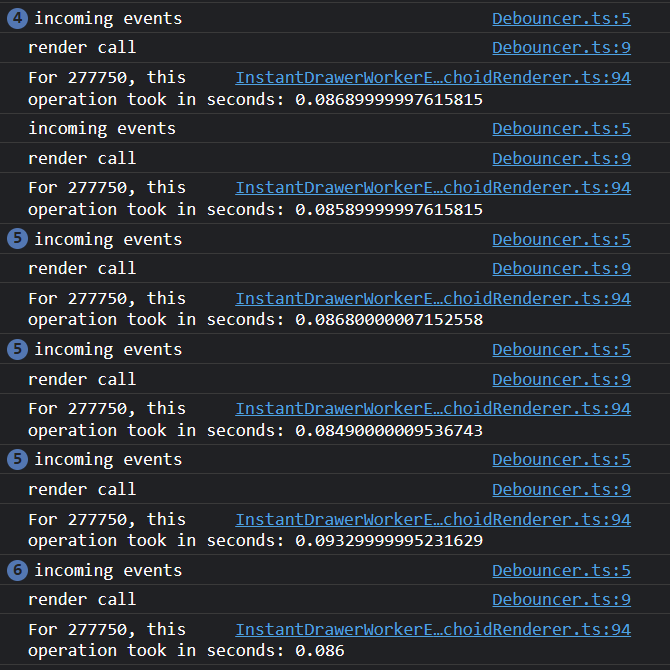 4 incoming events Debouncer.ts:5
render call Debouncer.ts:9
For 277750, this InstantDrawerWorkerE…choidRenderer.ts:94
operation took in seconds: 0.08689999997615815
incoming events Debouncer.ts:5
render call Debouncer.ts:9
For 277750, this InstantDrawerWorkerE…choidRenderer.ts:94
operation took in seconds: 0.08589999997615815
5 incoming events Debouncer.ts:5
render call Debouncer.ts:9
For 277750, this InstantDrawerWorkerE…choidRenderer.ts:94
operation took in seconds: 0.08680000007152558
5 incoming events Debouncer.ts:5
render call Debouncer.ts:9
For 277750, this InstantDrawerWorkerE…choidRenderer.ts:94
operation took in seconds: 0.08490000009536743
5 incoming events Debouncer.ts:5
render call Debouncer.ts:9
For 277750, this InstantDrawerWorkerE…choidRenderer.ts:94
operation took in seconds: 0.09329999995231629
6 incoming events Debouncer.ts:5
render call Debouncer.ts:9
For 277750, this InstantDrawerWorkerE…choidRenderer.ts:94
operation took in seconds: 0.086